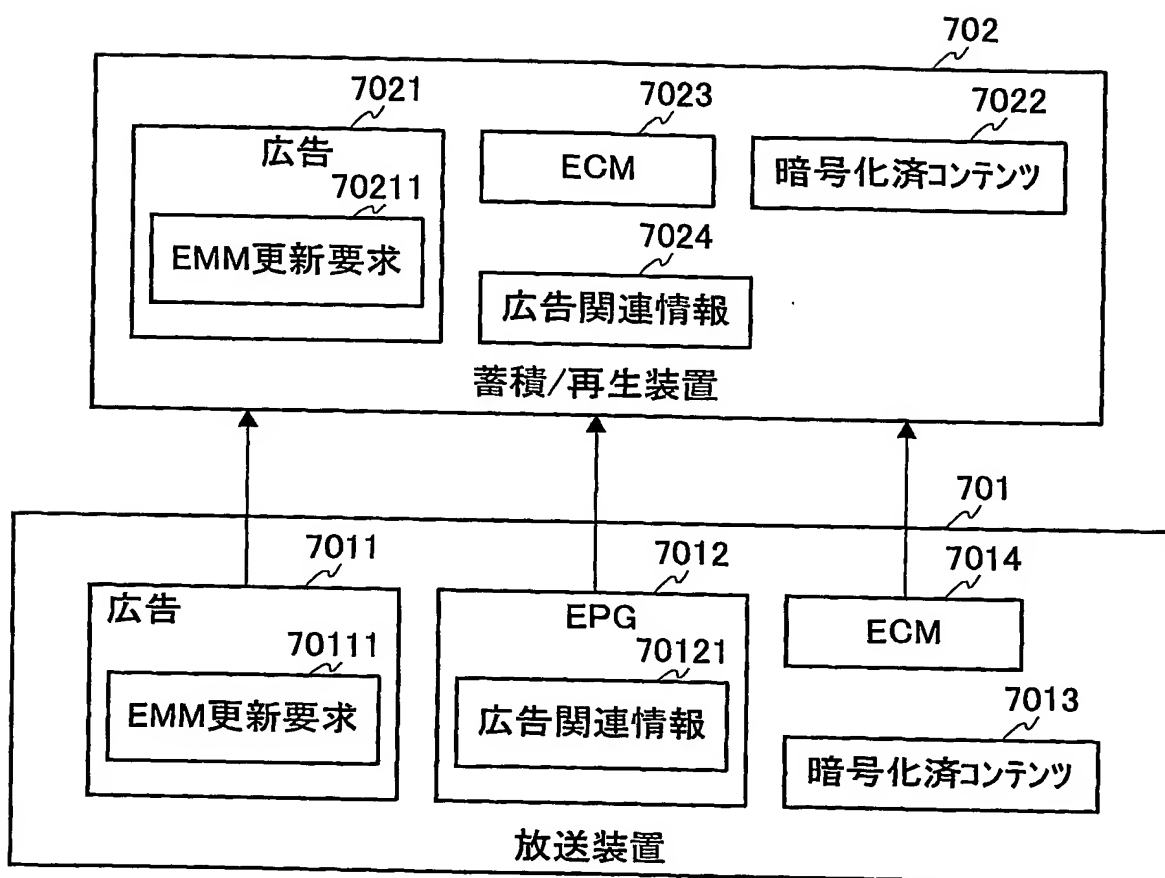 702
7021
7023
7022
広告
ECM
暗号化済コンテンツ
70211
EMM更新要求
7024
広告関連情報
蓄積/再生装置
701
7011
7012
7014
広告
EPG
ECM
70111
70121
EMM更新要求
広告関連情報
7013
暗号化済コンテンツ
放送装置